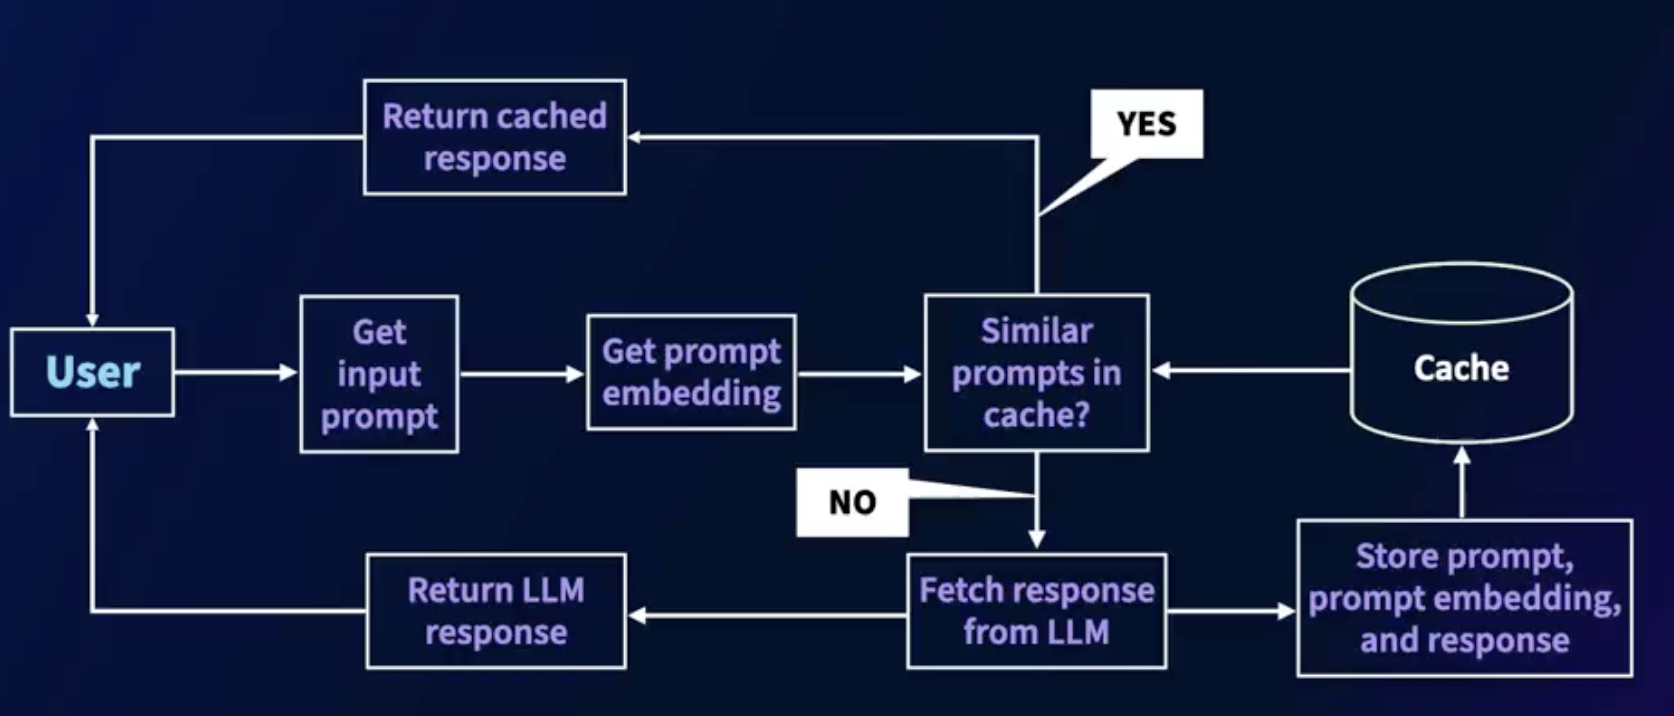 Return cached
response
YES
User
Get
input
prompt
Get prompt
embedding
Similar
prompts in
cache?
Cache
NO
Return LLM
response
Fetch response
from LLM
Store prompt,
prompt embedding,
and response